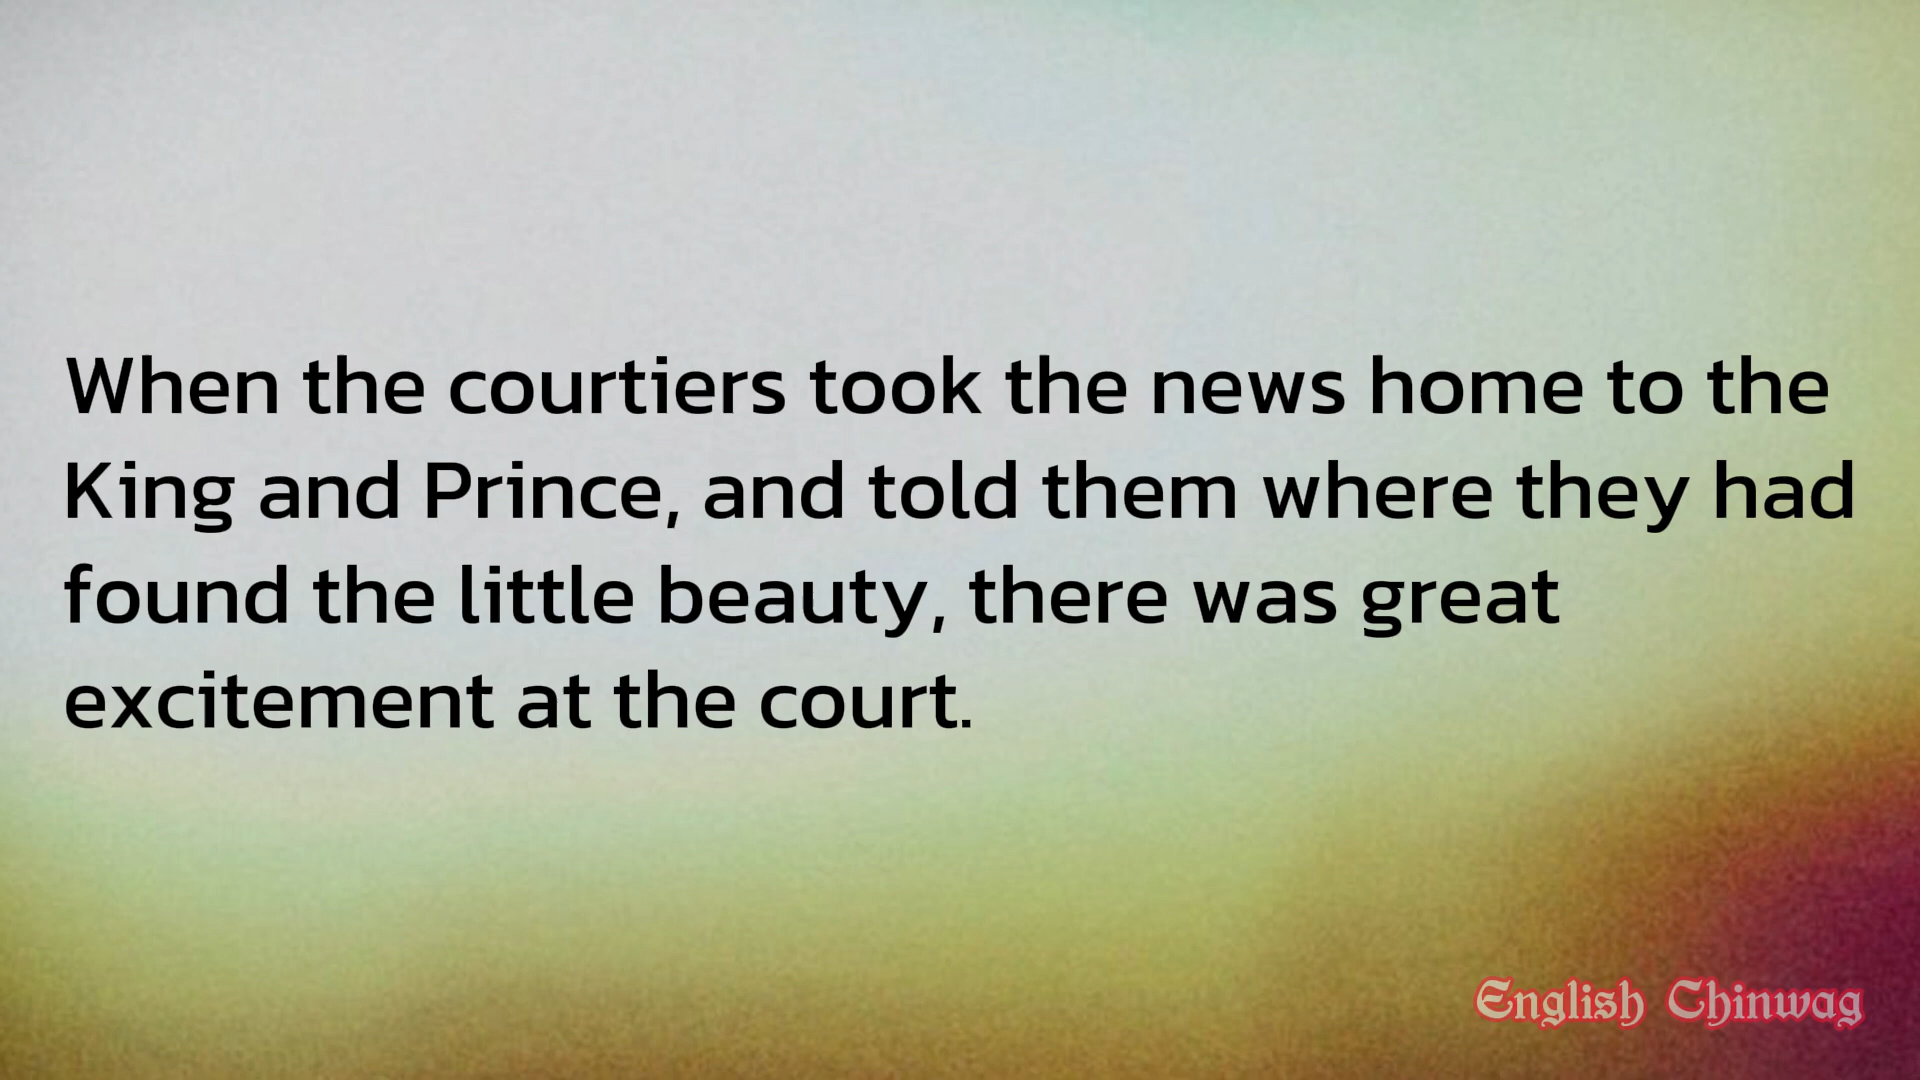 When the courtiers took the news home to the
King and Prince, and told them where they had
found the little beauty, there was great
excitement at the court.
English Chinwag